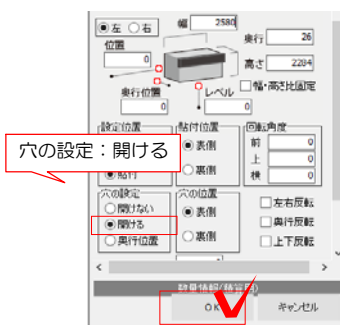 左 右
幅 2580
位置 0
奥行 26
高さ 2234
幅・高さ比固定
奥行位置 0
レベル 0
設定位置 貼付位置 回転角度
穴の設定：開ける
表側 前 0
上 0
貼付 裏側 横 0
穴の設定 穴の位置
開けない 表側 左右反転
開ける 奥行反転
奥行位置 裏側 上下反転
OK キャンセル